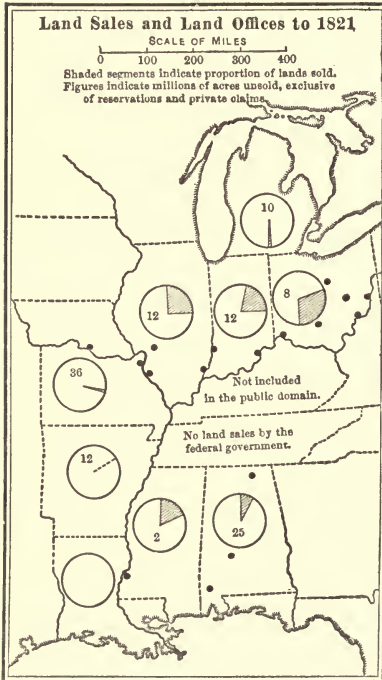 Land Sales and Land Offices to 1821
SCALE OF MILES
0 100 200 300 400
Shaded segments indicate proportion of lands sold.
Figures indicate millions of acres unsold, exclusive
of reservations and private claims.
10
8
12
12
36
Not included
in the public domain.
No land sales by the
federal government.
12
2
25